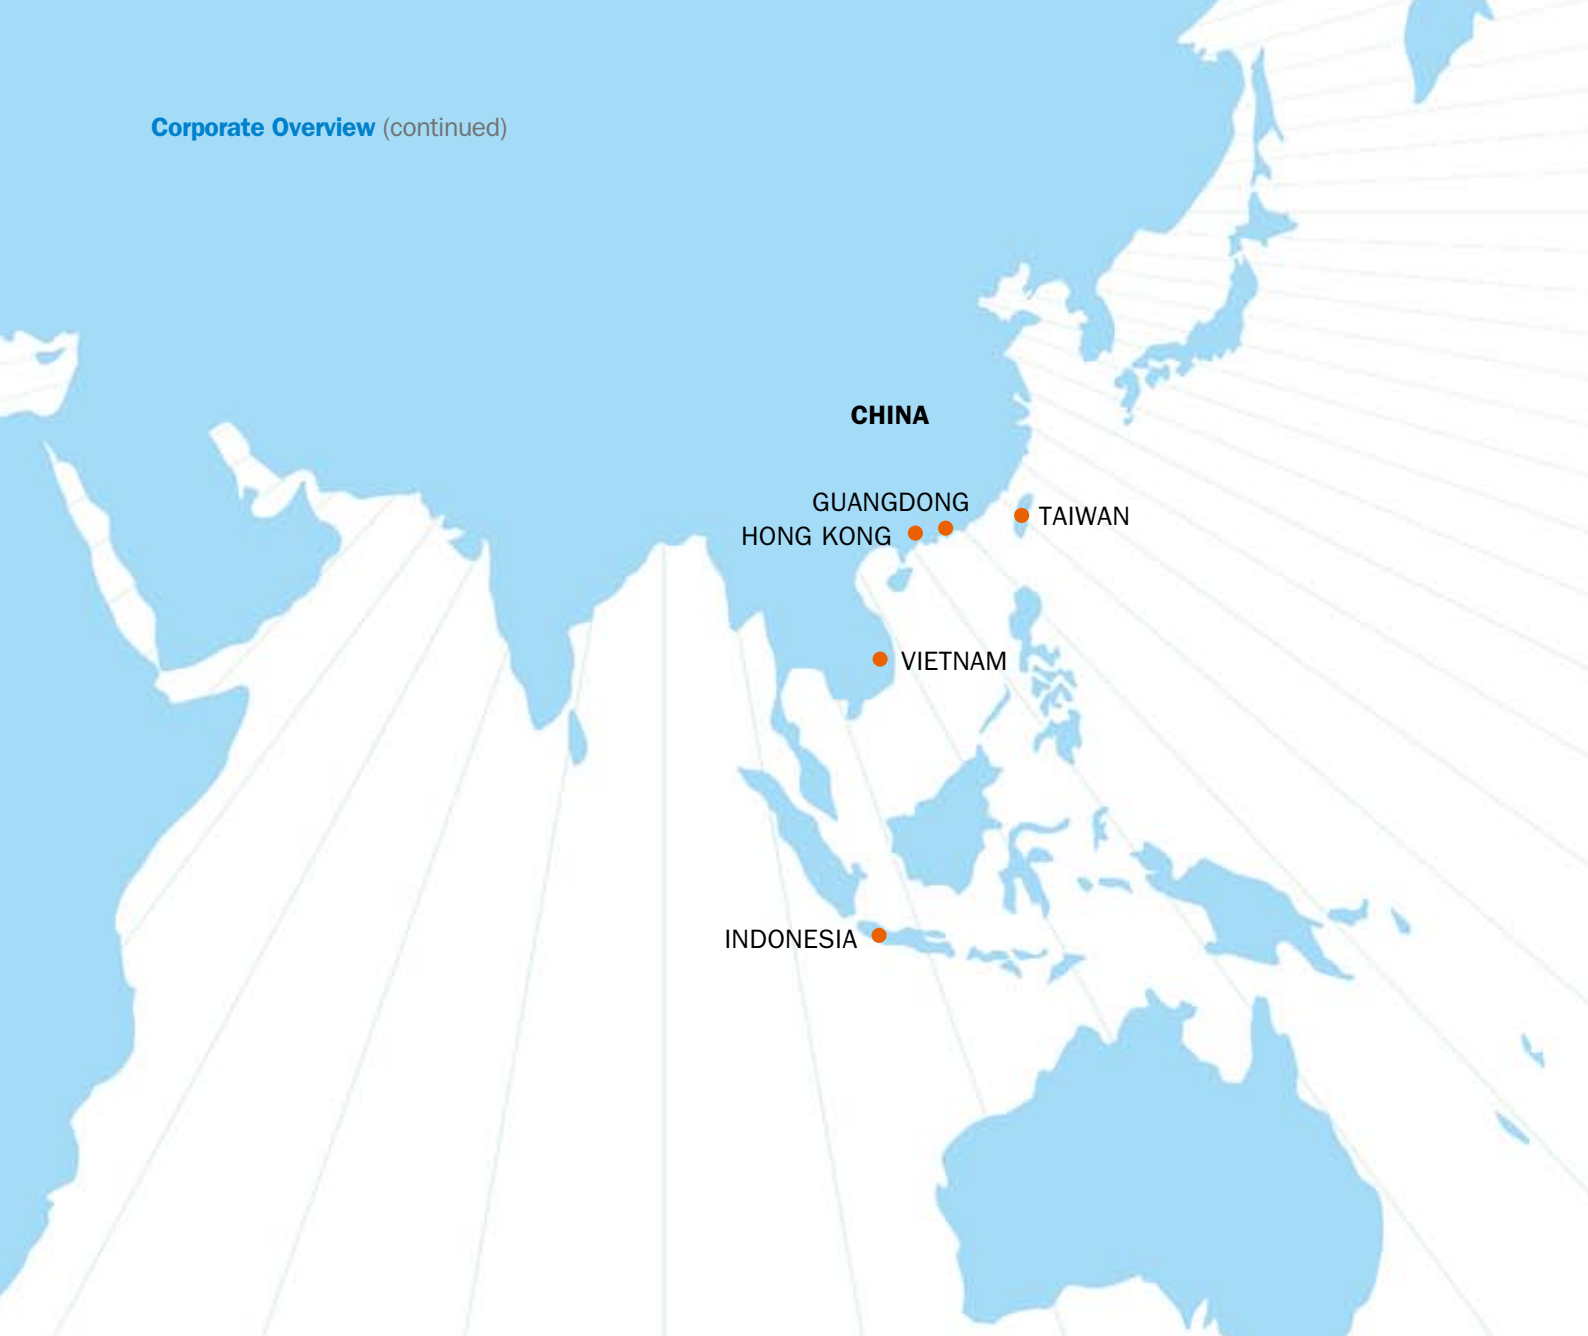 Corporate Overview (continued)
CHINA
GUANGDONG
HONG KONG
TAIWAN
VIETNAM
INDONESIA